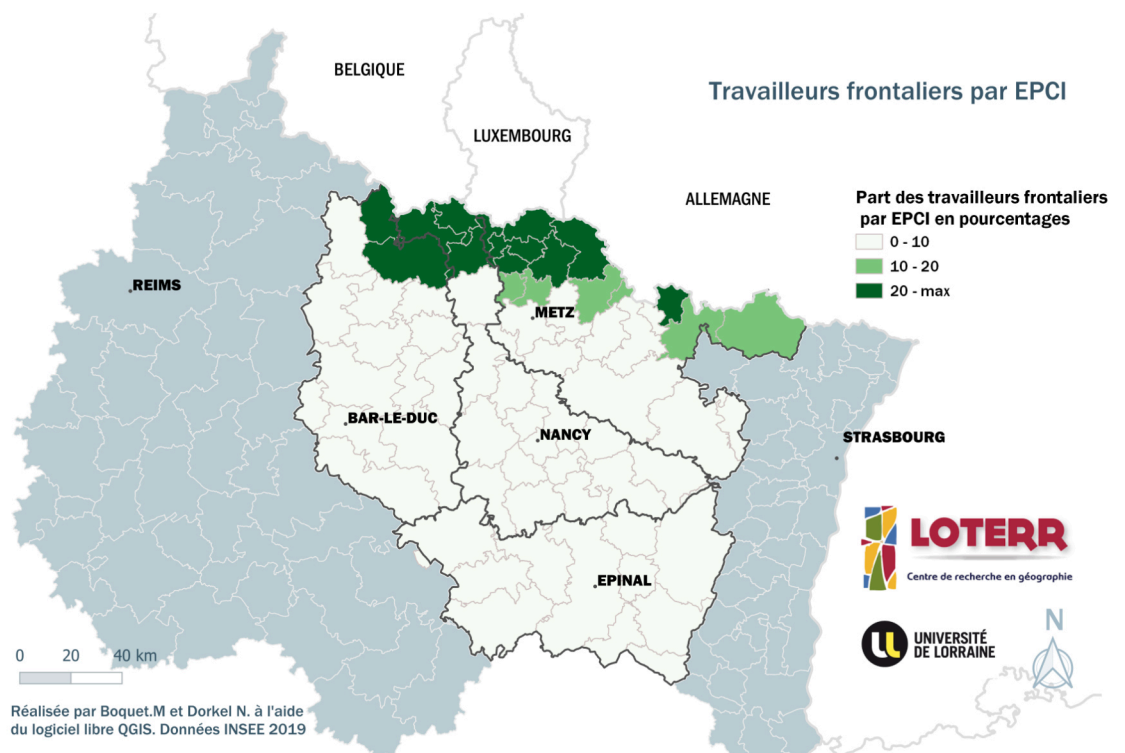 BELGIQUE
Travailleurs frontaliers par EPCI
LUXEMBOURG
ALLEMAGNE
Part des travailleurs frontaliers
par EPCI en pourcentages
0 - 10
10 - 20
20 - max
REIMS
METZ
BAR-LE-DUC
NANCY
STRASBOURG
LOTERR
Centre de recherche en géographie
EPINAL
N
UNIVERSITÉ
DE LORRAINE
0 20 40 km
Réalisée par Boquet.M et Dorkel N. à l'aide
du logiciel libre QGIS. Données INSEE 2019